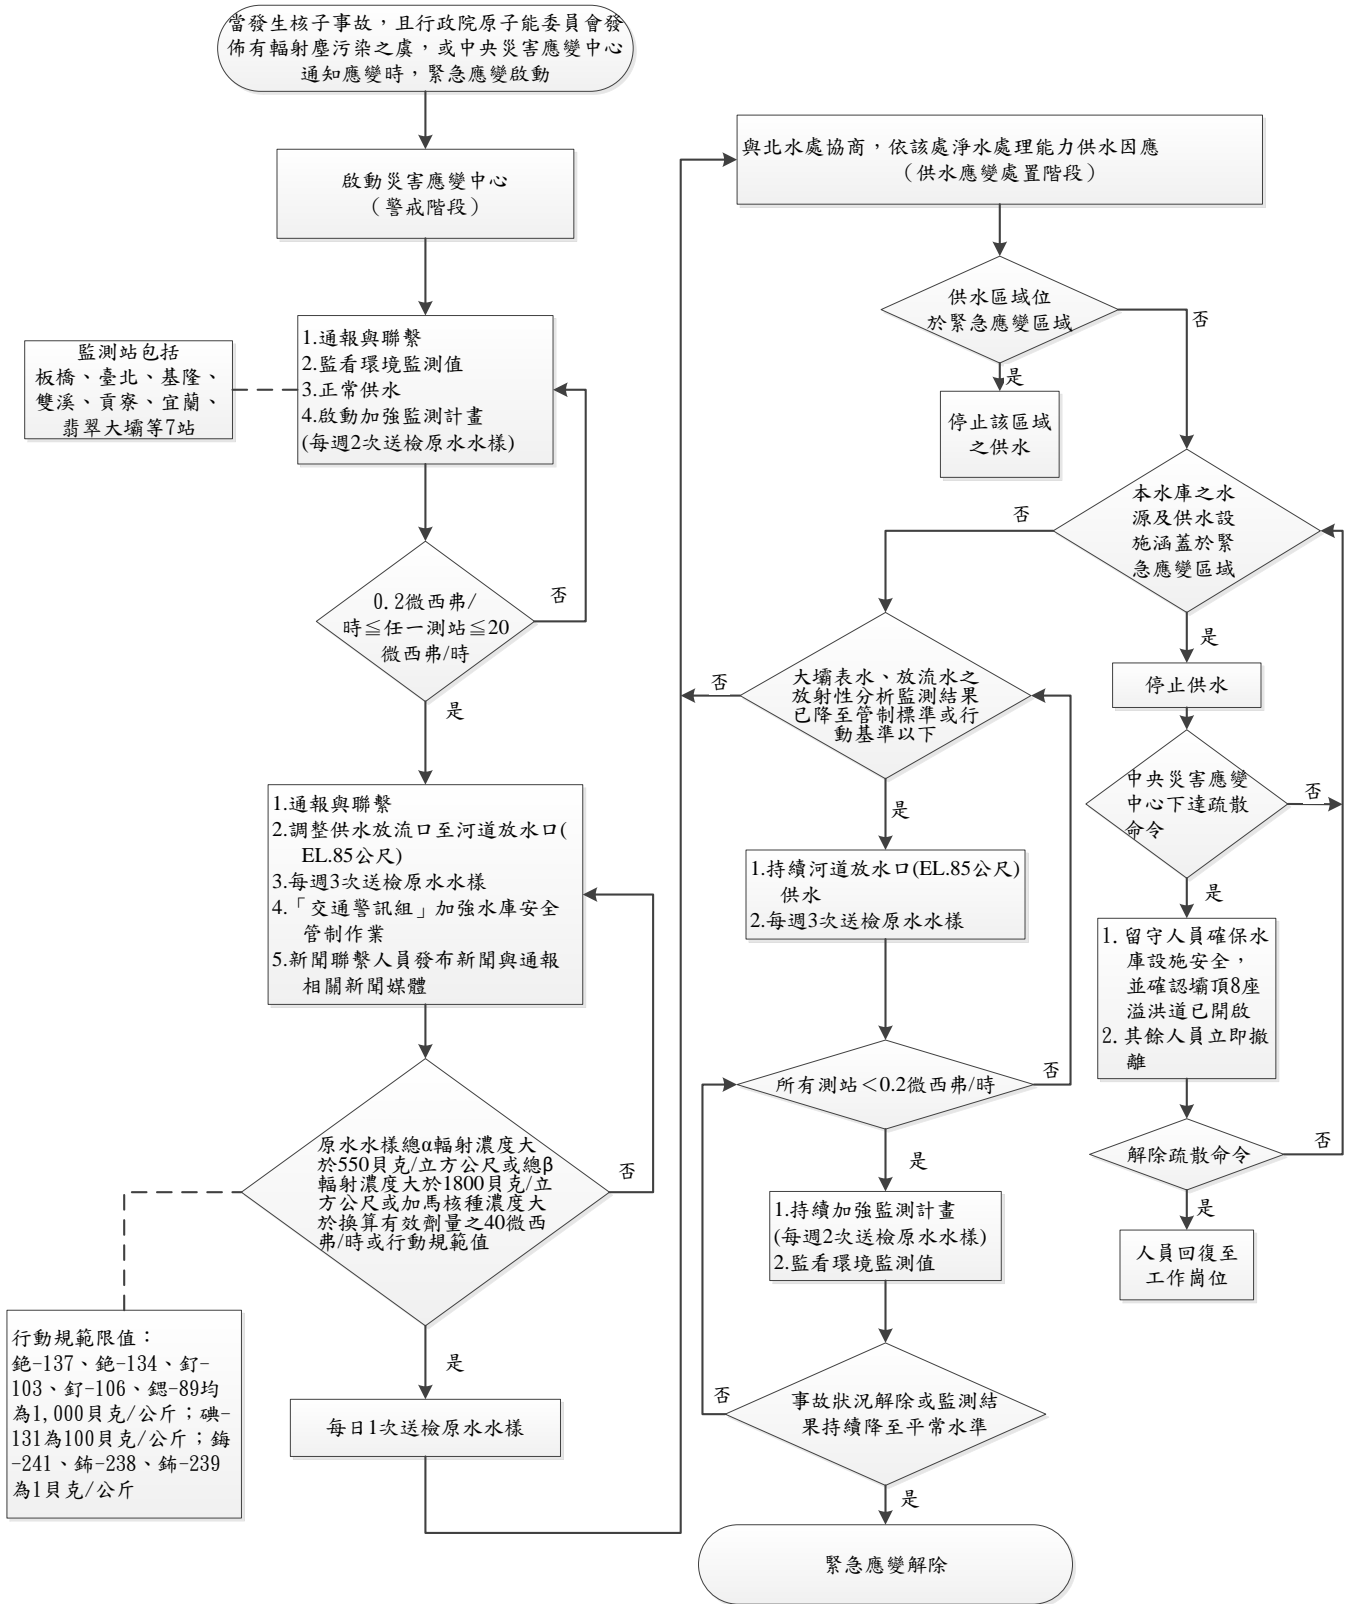 當發生核子事故，且行政院原子能委員會發
佈有輻射塵污染之虞，或中央災害應變中心
通知應變時，緊急應變啟動
啟動災害應變中心
（警戒階段）
監測站包括
板橋、臺北、基隆、
雙溪、貢寮、宜蘭、
翡翠大壩等7站
1.通報與聯繫
2.監看環境監測值
3.正常供水
4.啟動加強監測計畫
(每週2次送檢原水水樣)
0.2微西弗/
時≦任一測站≦20
微西弗/時
否
是
1.通報與聯繫
2.調整供水放流口至河道放水口(
EL.85公尺)
3.每週3次送檢原水水樣
4.「交通警訊組」加強水庫安全
管制作業
5.新聞聯繫人員發布新聞與通報
相關新聞媒體
原水水樣總α輻射濃度大
於550貝克/立方公尺或總β
輻射濃度大於1800貝克/立
方公尺或加馬核種濃度大
於換算有效劑量之40微西
弗/時或行動規範值
否
是
行動規範限值：
銫-137、銫-134、釕-
103、釕-106、鍶-89均
為1,000貝克/公斤；碘-
131為100貝克/公斤；鋂
-241、鈽-238、鈽-239
為1貝克/公斤
每日1次送檢原水水樣
與北水處協商，依該處淨水處理能力供水因應
（供水應變處置階段）
供水區域位
於緊急應變區域
否
是
停止該區域
之供水
本水庫之水
源及供水設
施涵蓋於緊
急應變區域
否
是
停止供水
中央災害應變
中心下達疏散
命令
否
是
1. 留守人員確保水
庫設施安全，
並確認壩頂8座
溢洪道已開啟
2. 其餘人員立即撤
離
解除疏散命令
否
是
人員回復至
工作崗位
大壩表水、放流水之
放射性分析監測結果
已降至管制標準或行
動基準以下
否
是
1.持續河道放水口(EL.85公尺)
供水
2.每週3次送檢原水水樣
所有測站＜0.2微西弗/時
否
是
1.持續加強監測計畫
(每週2次送檢原水水樣)
2.監看環境監測值
事故狀況解除或監測結
果持續降至平常水準
否
是
緊急應變解除